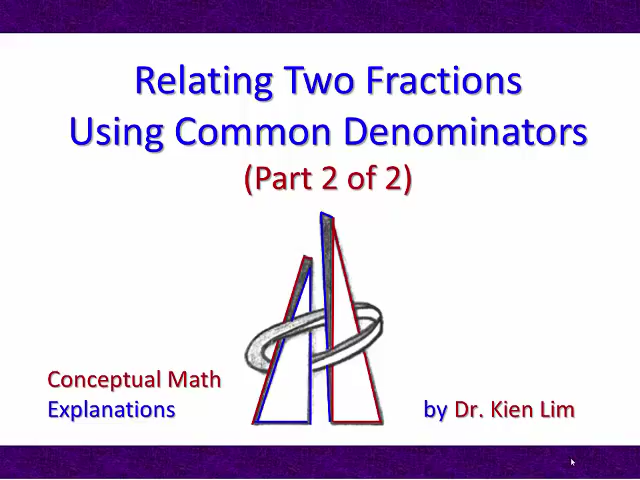 Relating Two Fractions
Using Common Denominators
(Part 2 of 2)
Conceptual Math
Explanations
by Dr. Kien Lim